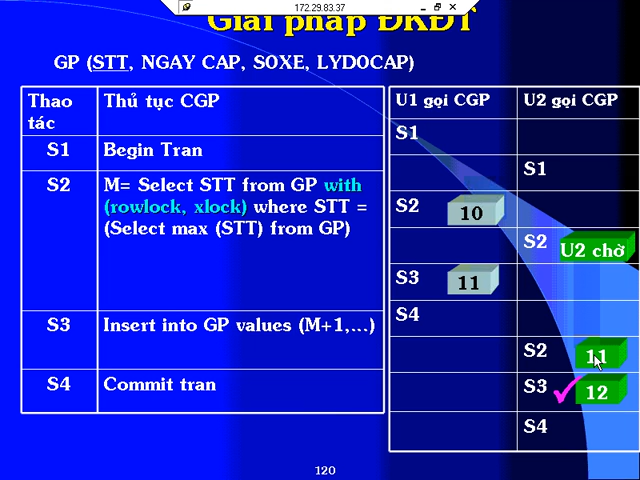 172.29.83.37
Giải pháp ĐKĐT
GP (STT, NGAY CAP, SOXE, LYDOCAP)
Thao tác
Thủ tục CGP
S1
Begin Tran
S2
M= Select STT from GP with
(rowlock, xlock) where STT =
(Select max (STT) from GP)
S3
Insert into GP values (M+1,...)
S4
Commit tran
U1 gọi CGP
U2 gọi CGP
S1
S1
S2
10
S2
U2 chờ
S3
11
S4
S2
11
S3
12
S4
120